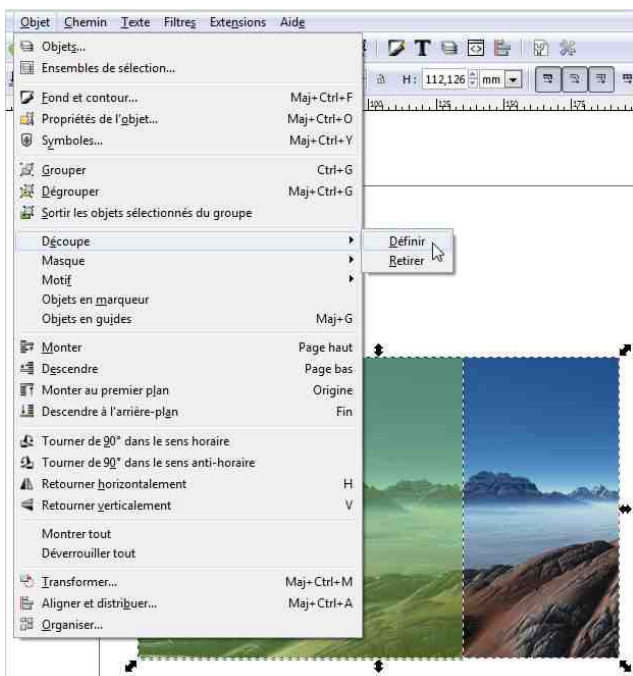 Objet Chemin Texte Filtres Extensions Aide
Objets...
Ensembles de sélection...
H: 112,126 mm
Fond et contour... Maj+Ctrl+F
100 125 150 175
Propriétés de l'objet... Maj+Ctrl+O
Symboles... Maj+Ctrl+Y
Grouper Ctrl+G
Dégrouper Maj+Ctrl+G
Sortir les objets sélectionnés du groupe
Découpe Définir
Masque Retirer
Motif
Objets en marqueur
Objets en guides Maj+G
Monter Page haut
Descendre Page bas
Monter au premier plan Origine
Descendre à l'arrière-plan Fin
Tourner de 90° dans le sens horaire
Tourner de 90° dans le sens anti-horaire
Retourner horizontalement H
Retourner verticalement V
Montrer tout
Déverrouiller tout
Transformer... Maj+Ctrl+M
Aligner et distribuer... Maj+Ctrl+A
Organiser...